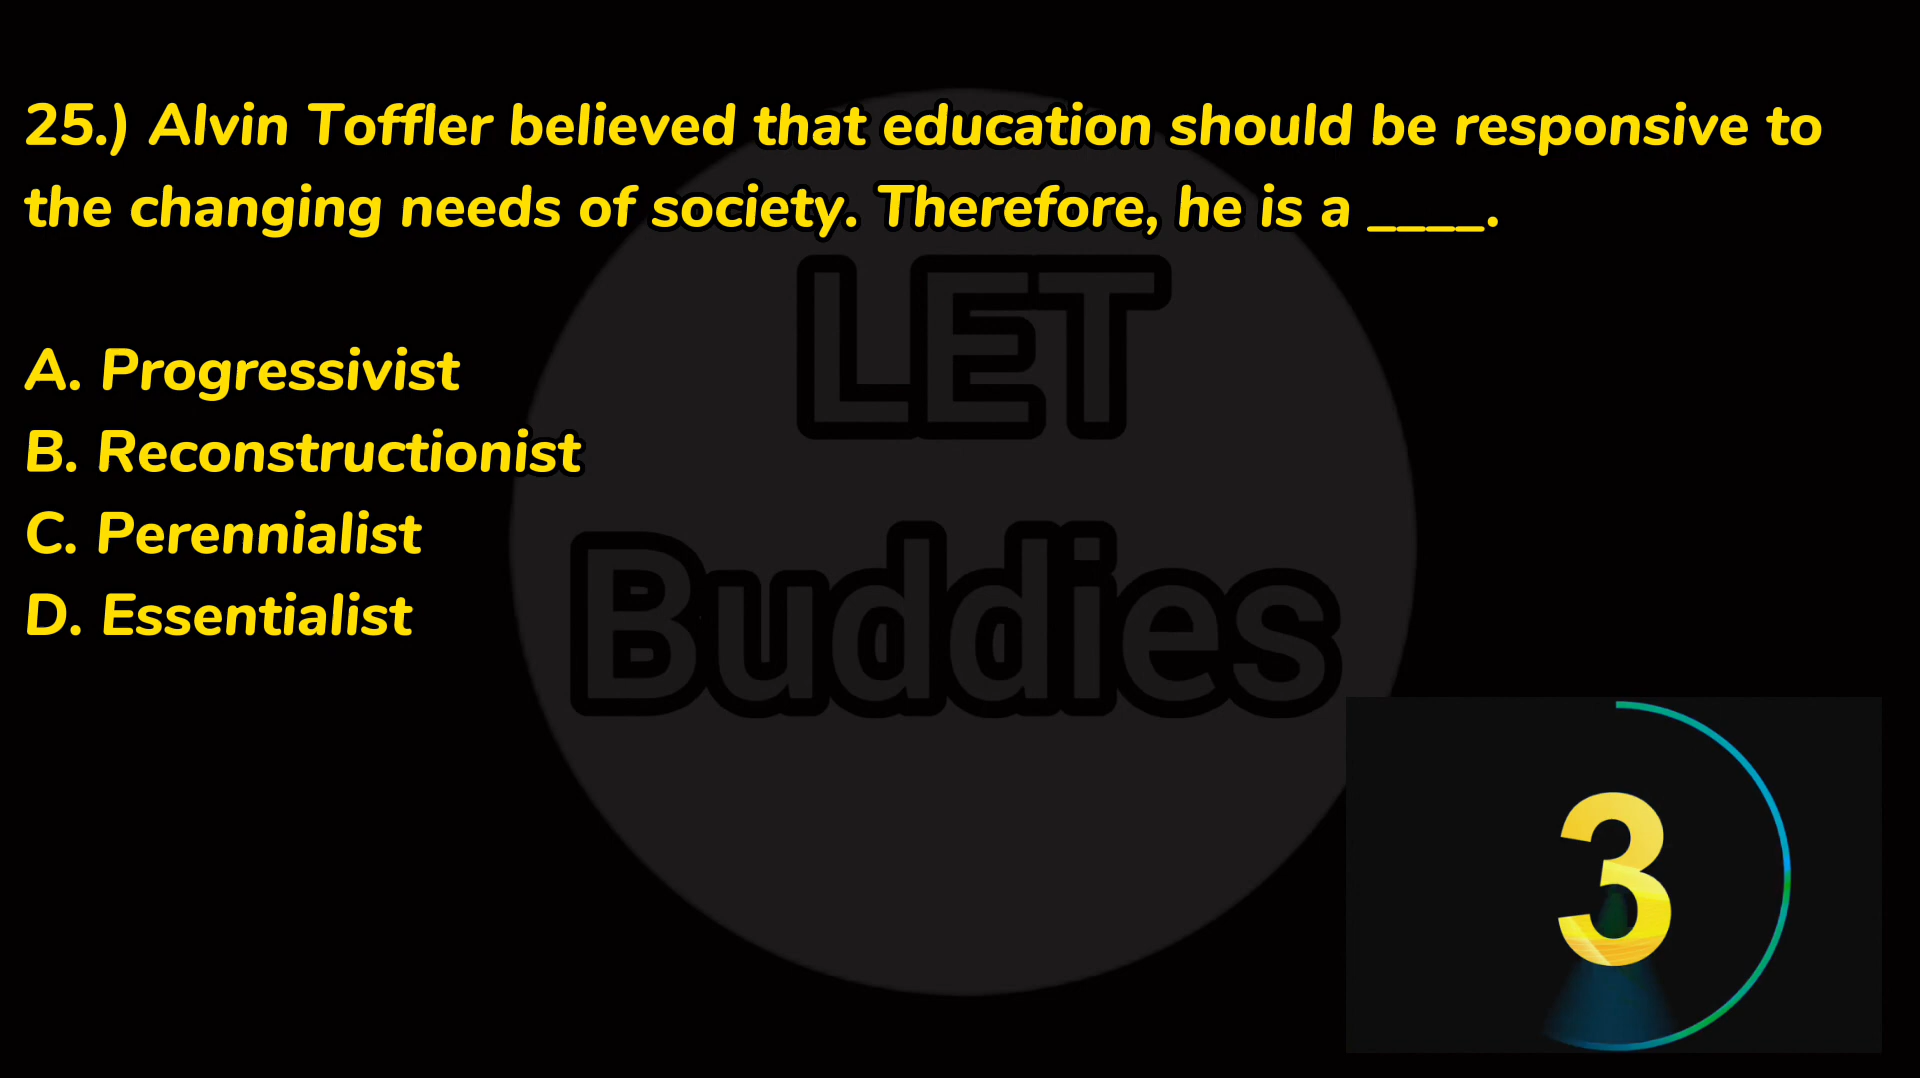 25.) Alvin Toffler believed that education should be responsive to
the changing needs of society. Therefore, he is a ____.
A. Progressivist
B. Reconstructionist
C. Perennialist
D. Essentialist
LET
Buddies
3